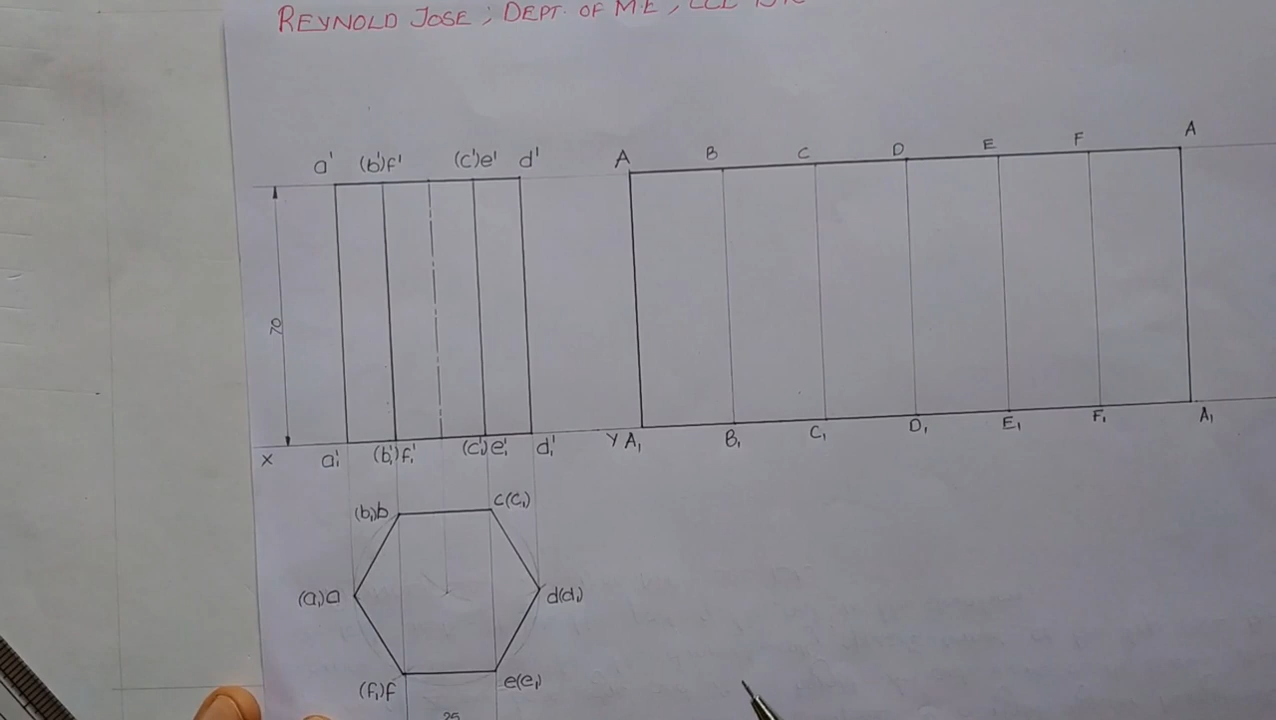 REYNOLD JOSE ; DEPT. OF ME,
a' (b')f' (c')e' d' A B C D E F A
70
X a₁' (b₁')f₁' (c₁')e₁' d₁' Y A₁ B₁ C₁ D₁ E₁ F₁ A₁
(b₁)b c(c₁)
(a₁)a d(d₁)
(f₁)f e(e₁)
25